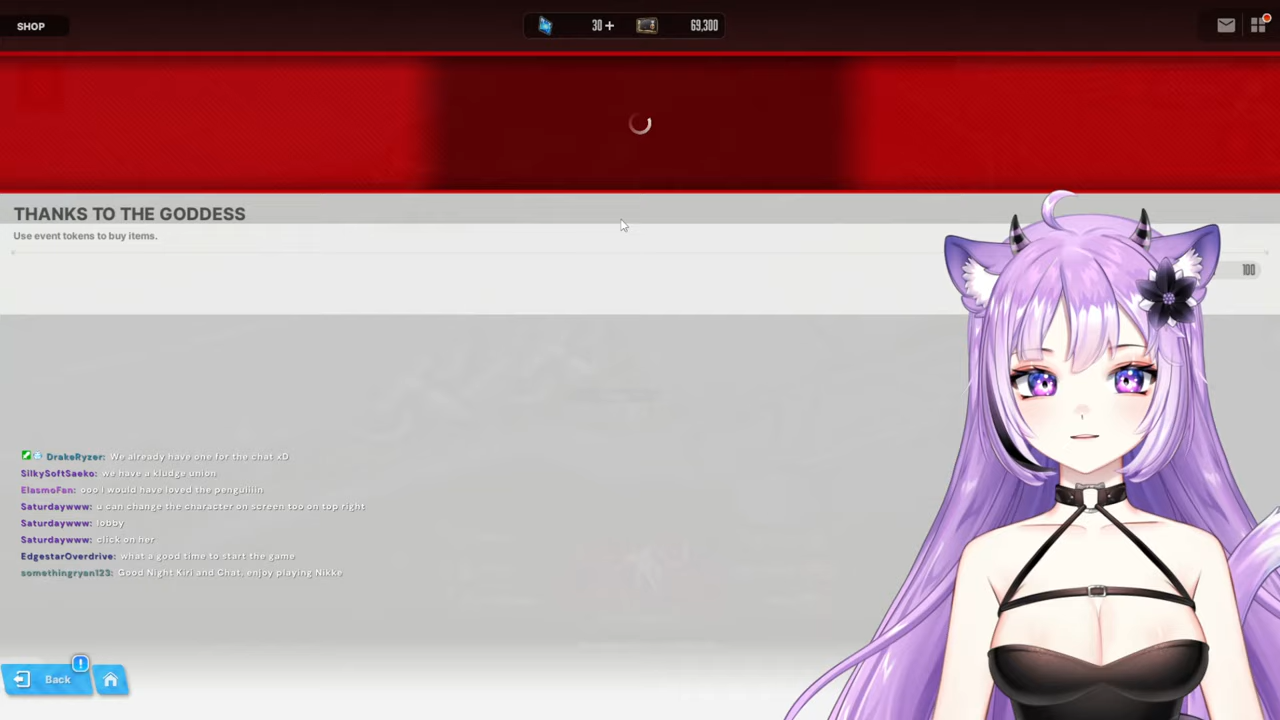 SHOP
30 +
69,300
THANKS TO THE GODDESS
Use event tokens to buy items.
100
DrakeRyzer: We already have one for the chat xD
SilkySoftSaeko: we have a kludge union
ElasmoFan: ooo i would have loved the penguiiin
Saturdaywww: u can change the character on screen too on top right
Saturdaywww: lobby
Saturdaywww: click on her
EdgestarOverdrive: what a good time to start the game
somethingryan123: Good Night Kiri and Chat, enjoy playing Nikke
!
Back